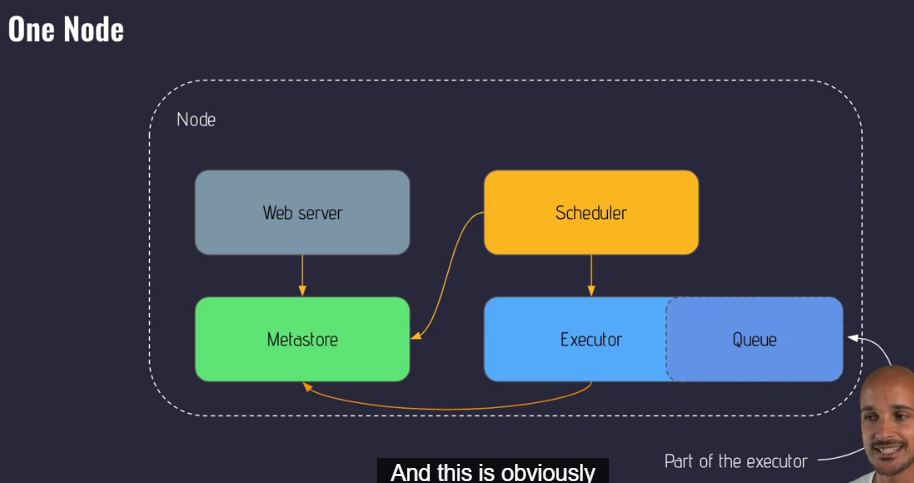 One Node
Node
Web server
Scheduler
Metastore
Executor
Queue
Part of the executor
And this is obviously